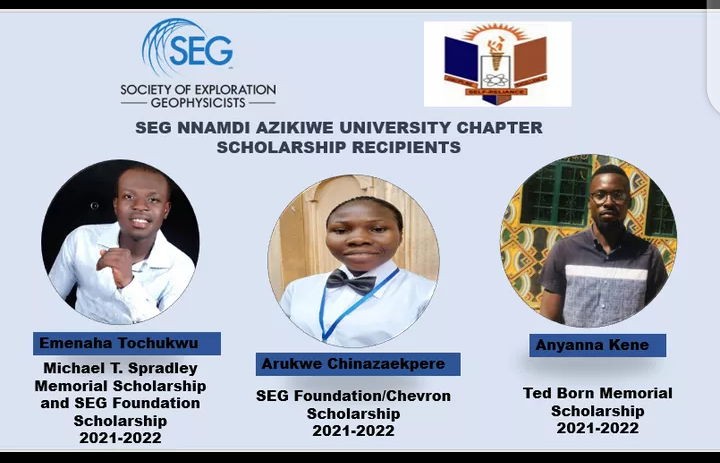 SEG
SOCIETY OF EXPLORATION
GEOPHYSICISTS
SELF-RELIANCE
SEG NNAMDI AZIKIWE UNIVERSITY CHAPTER
SCHOLARSHIP RECIPIENTS
Emenaha Tochukwu
Michael T. Spradley
Memorial Scholarship
and SEG Foundation
Scholarship
2021-2022
Arukwe Chinazaekpere
SEG Foundation/Chevron
Scholarship
2021-2022
Anyanna Kene
Ted Born Memorial
Scholarship
2021-2022